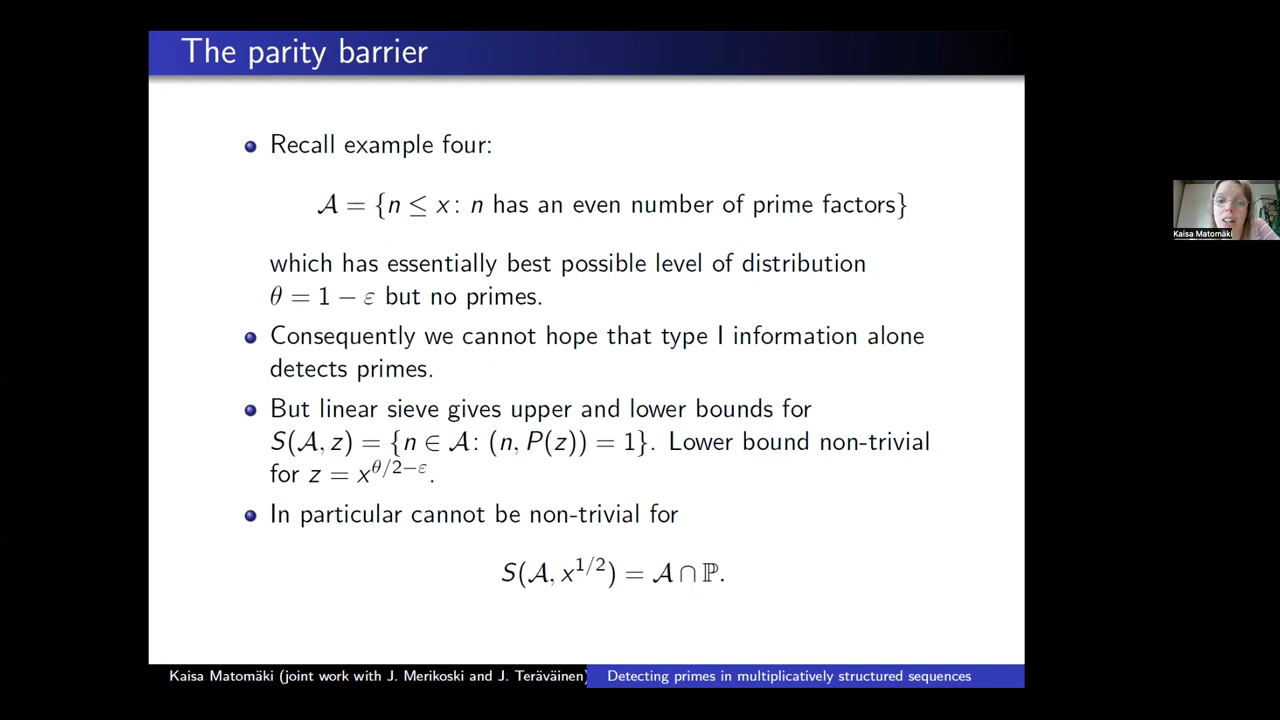 The parity barrier
Recall example four:
𝒜 = {n ≤ x : n has an even number of prime factors}
which has essentially best possible level of distribution
θ = 1 − ε but no primes.
Consequently we cannot hope that type I information alone
detects primes.
But linear sieve gives upper and lower bounds for
S(𝒜, z) = {n ∈ 𝒜 : (n, P(z)) = 1}. Lower bound non-trivial
for z = x^{θ/2−ε}.
In particular cannot be non-trivial for
S(𝒜, x^{1/2}) = 𝒜 ∩ ℙ.
Kaisa Matomäki (joint work with J. Merikoski and J. Teräväinen)
Detecting primes in multiplicatively structured sequences
Kaisa Matomäki